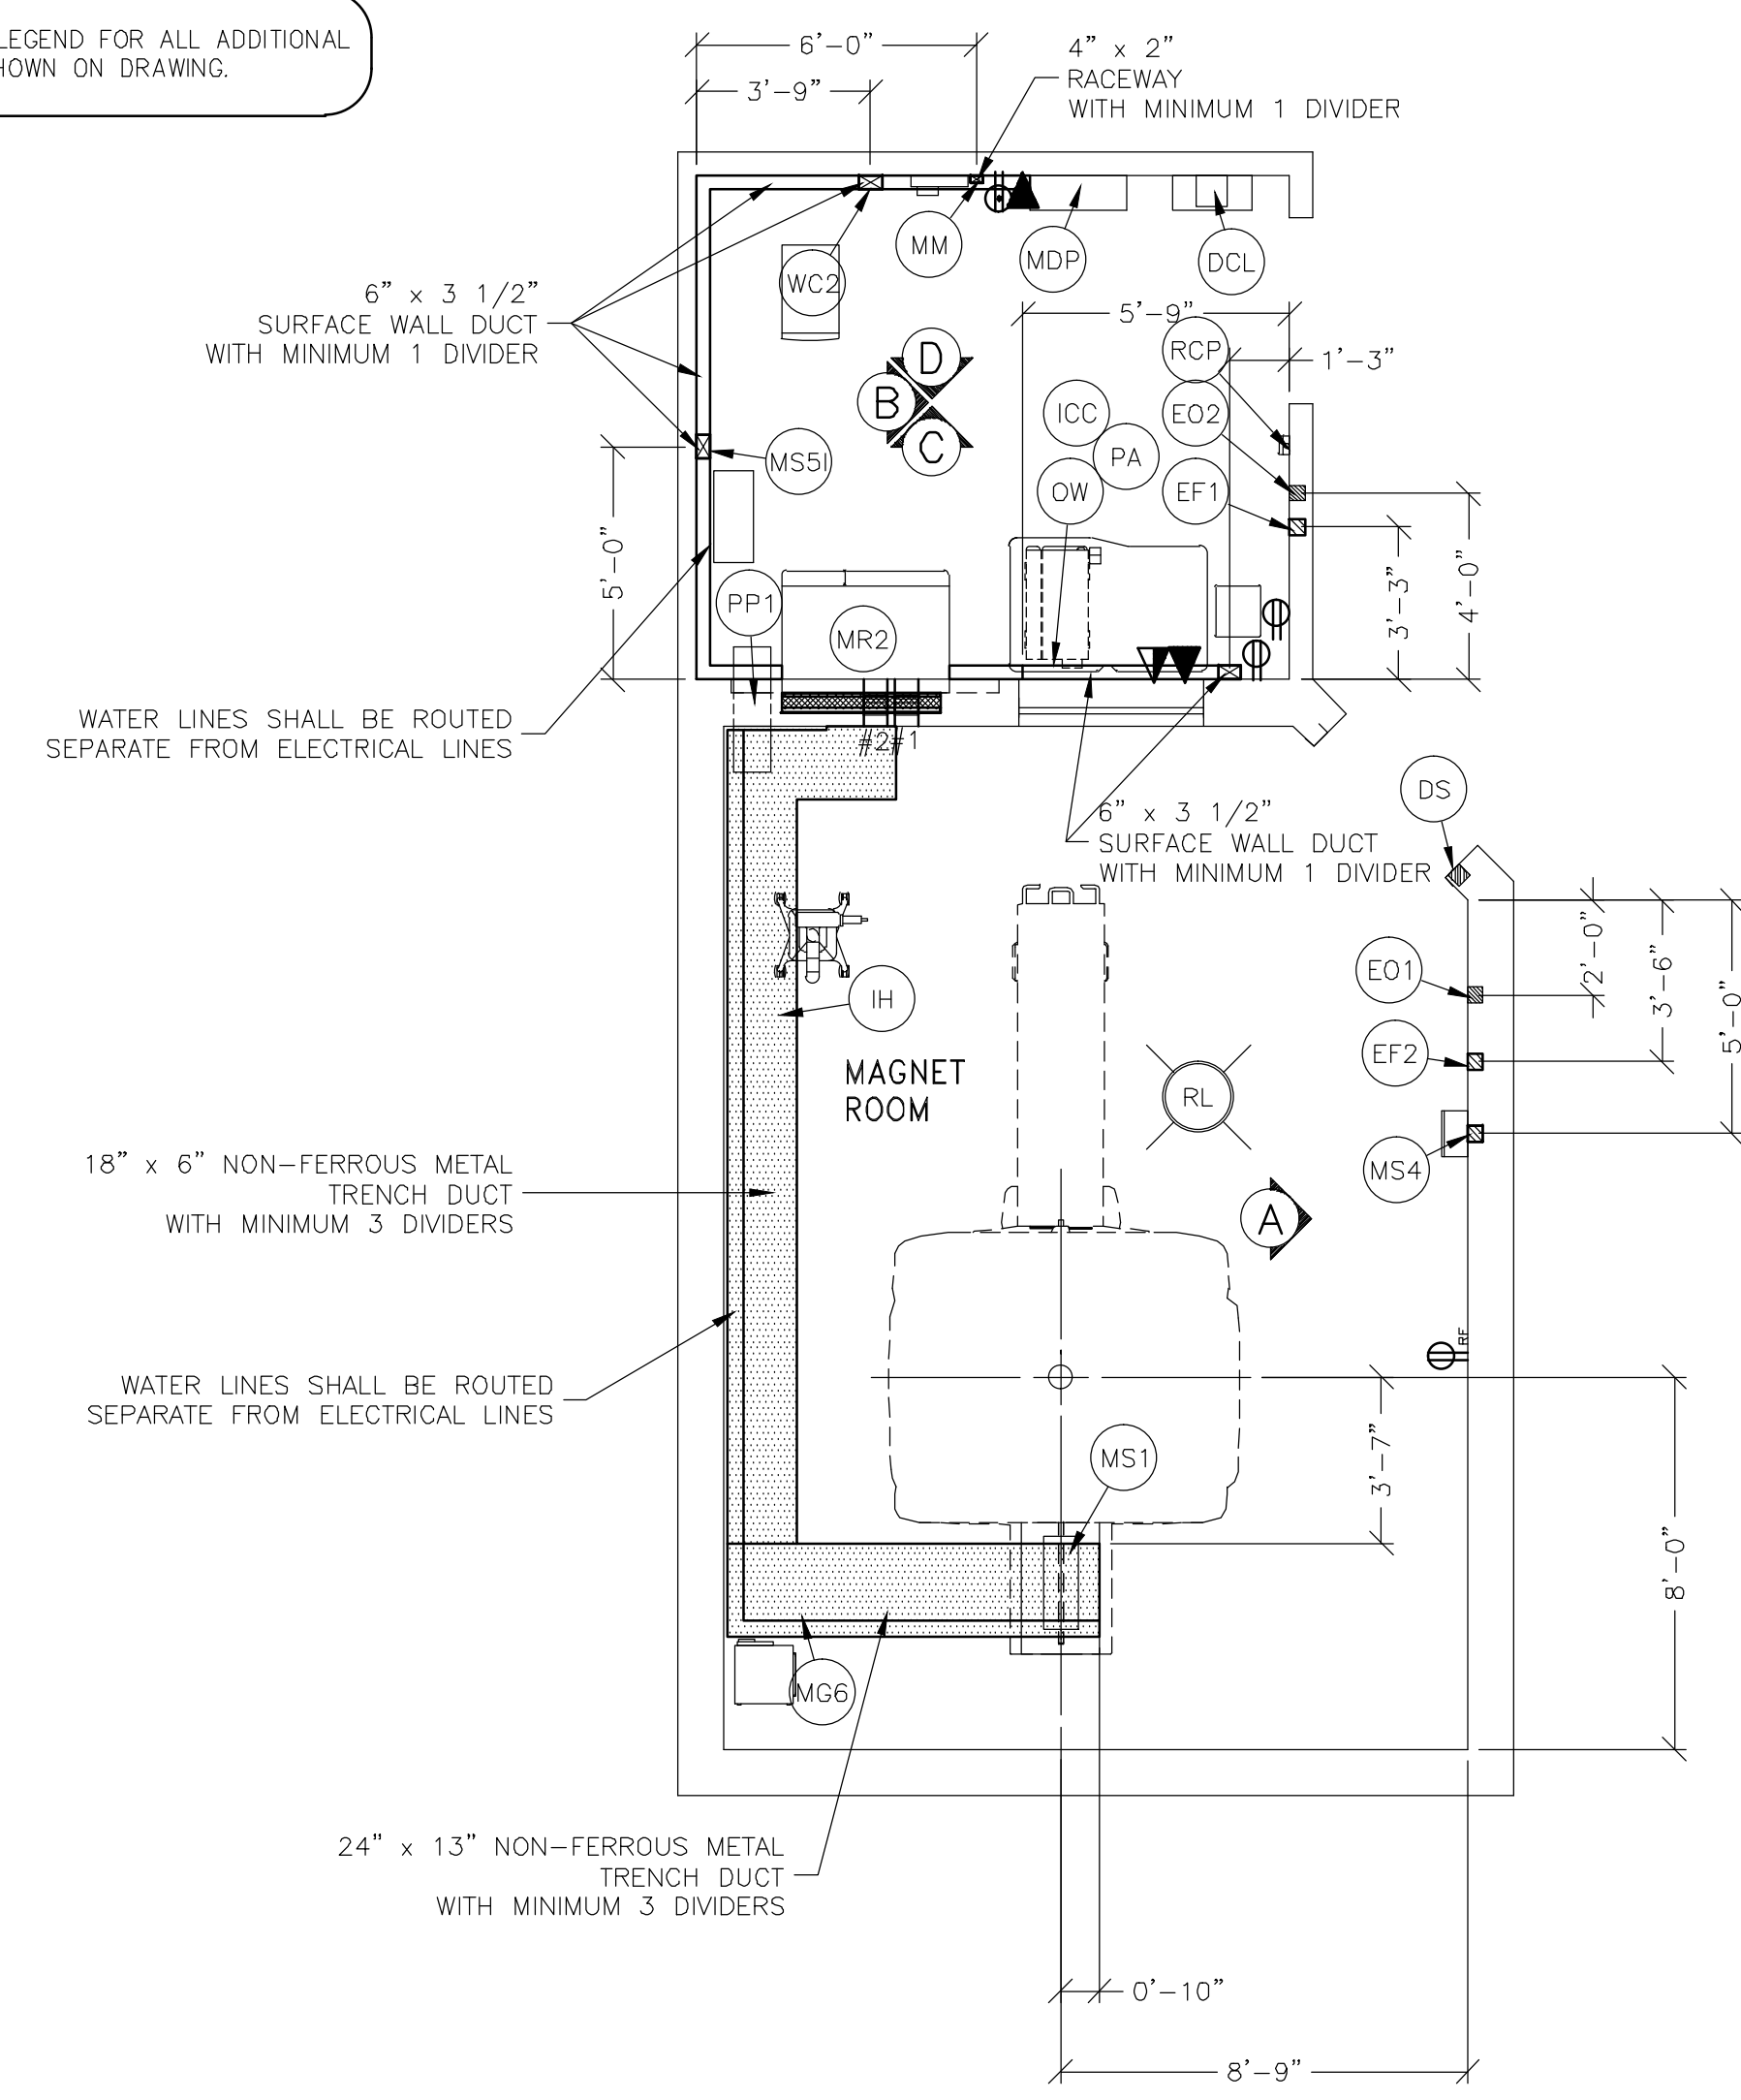 LEGEND FOR ALL ADDITIONAL
HOWN ON DRAWING.
6'-0"
3'-9"
4" x 2"
RACEWAY
WITH MINIMUM 1 DIVIDER
MM
MDP
DCL
WC2
6" x 3 1/2"
SURFACE WALL DUCT
WITH MINIMUM 1 DIVIDER
5'-9"
RCP
1'-3"
D
B
C
ICC
EO2
PA
MS5I
OW
EF1
5'-0"
3'-3"
4'-0"
PP1
MR2
WATER LINES SHALL BE ROUTED
SEPARATE FROM ELECTRICAL LINES
#2#1
DS
6" x 3 1/2"
SURFACE WALL DUCT
WITH MINIMUM 1 DIVIDER
2'-0"
3'-6"
5'-0"
EO1
IH
EF2
MAGNET
ROOM
RL
MS4
18" x 6" NON-FERROUS METAL
TRENCH DUCT
WITH MINIMUM 3 DIVIDERS
A
RF
WATER LINES SHALL BE ROUTED
SEPARATE FROM ELECTRICAL LINES
3'-7"
MS1
8'-0"
MG6
24" x 13" NON-FERROUS METAL
TRENCH DUCT
WITH MINIMUM 3 DIVIDERS
0'-10"
8'-9"